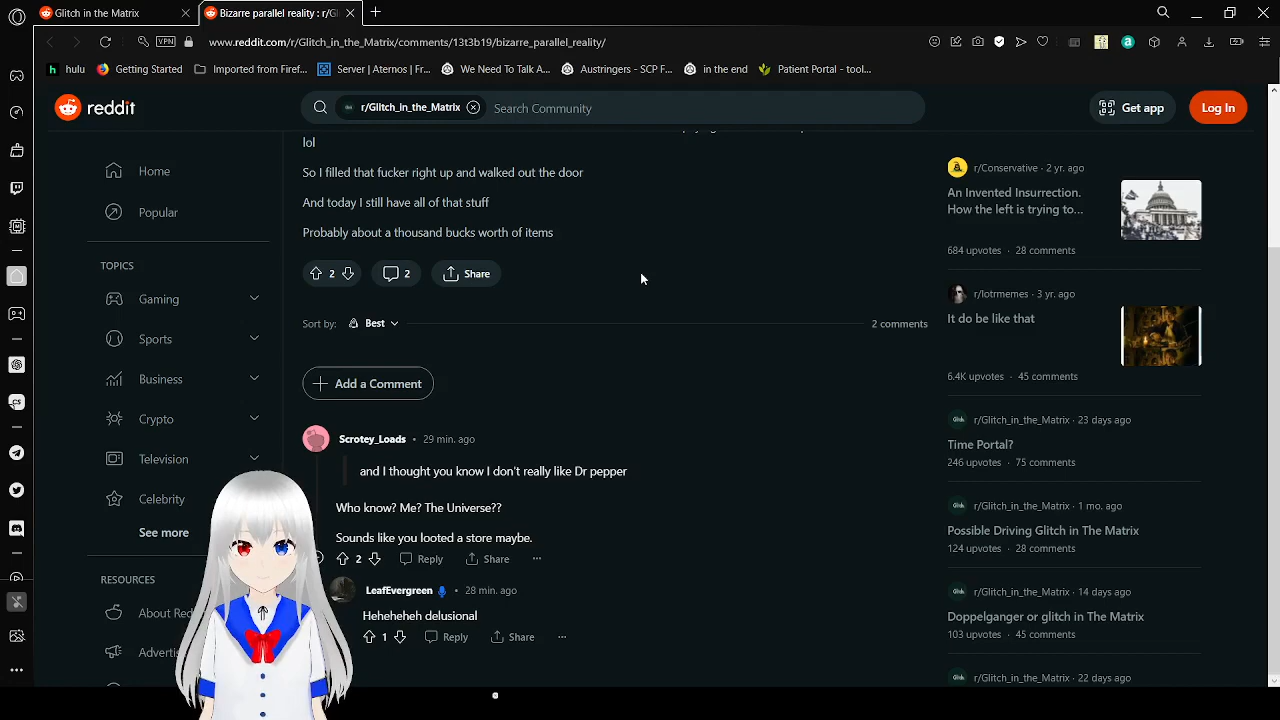 Glitch in the Matrix
Bizarre parallel reality : r/Gl
VPN
www.reddit.com/r/Glitch_in_the_Matrix/comments/13t3b19/bizarre_parallel_reality/
hulu
Getting Started
Imported from Firef...
Server | Aternos | Fr...
We Need To Talk A...
Austringers - SCP F...
in the end
Patient Portal - tool...
reddit
r/Glitch_in_the_Matrix
Search Community
Get app
Log In
Home
Popular
TOPICS
Gaming
Sports
Business
Crypto
Television
Celebrity
See more
RESOURCES
About Red
Adverti
lol
So I filled that fucker right up and walked out the door
And today I still have all of that stuff
Probably about a thousand bucks worth of items
2
2
Share
Sort by:
Best
2 comments
Add a Comment
Scrotey_Loads • 29 min. ago
and I thought you know I don't really like Dr pepper
Who know? Me? The Universe??
Sounds like you looted a store maybe.
2 Reply Share ...
LeafEvergreen • 28 min. ago
Heheheheh delusional
1 Reply Share ...
r/Conservative · 2 yr. ago
An Invented Insurrection.
How the left is trying to...
684 upvotes · 28 comments
r/lotrmemes · 3 yr. ago
It do be like that
6.4K upvotes · 45 comments
r/Glitch_in_the_Matrix · 23 days ago
Time Portal?
246 upvotes · 75 comments
r/Glitch_in_the_Matrix · 1 mo. ago
Possible Driving Glitch in The Matrix
124 upvotes · 28 comments
r/Glitch_in_the_Matrix · 14 days ago
Doppelganger or glitch in The Matrix
103 upvotes · 45 comments
r/Glitch_in_the_Matrix · 22 days ago